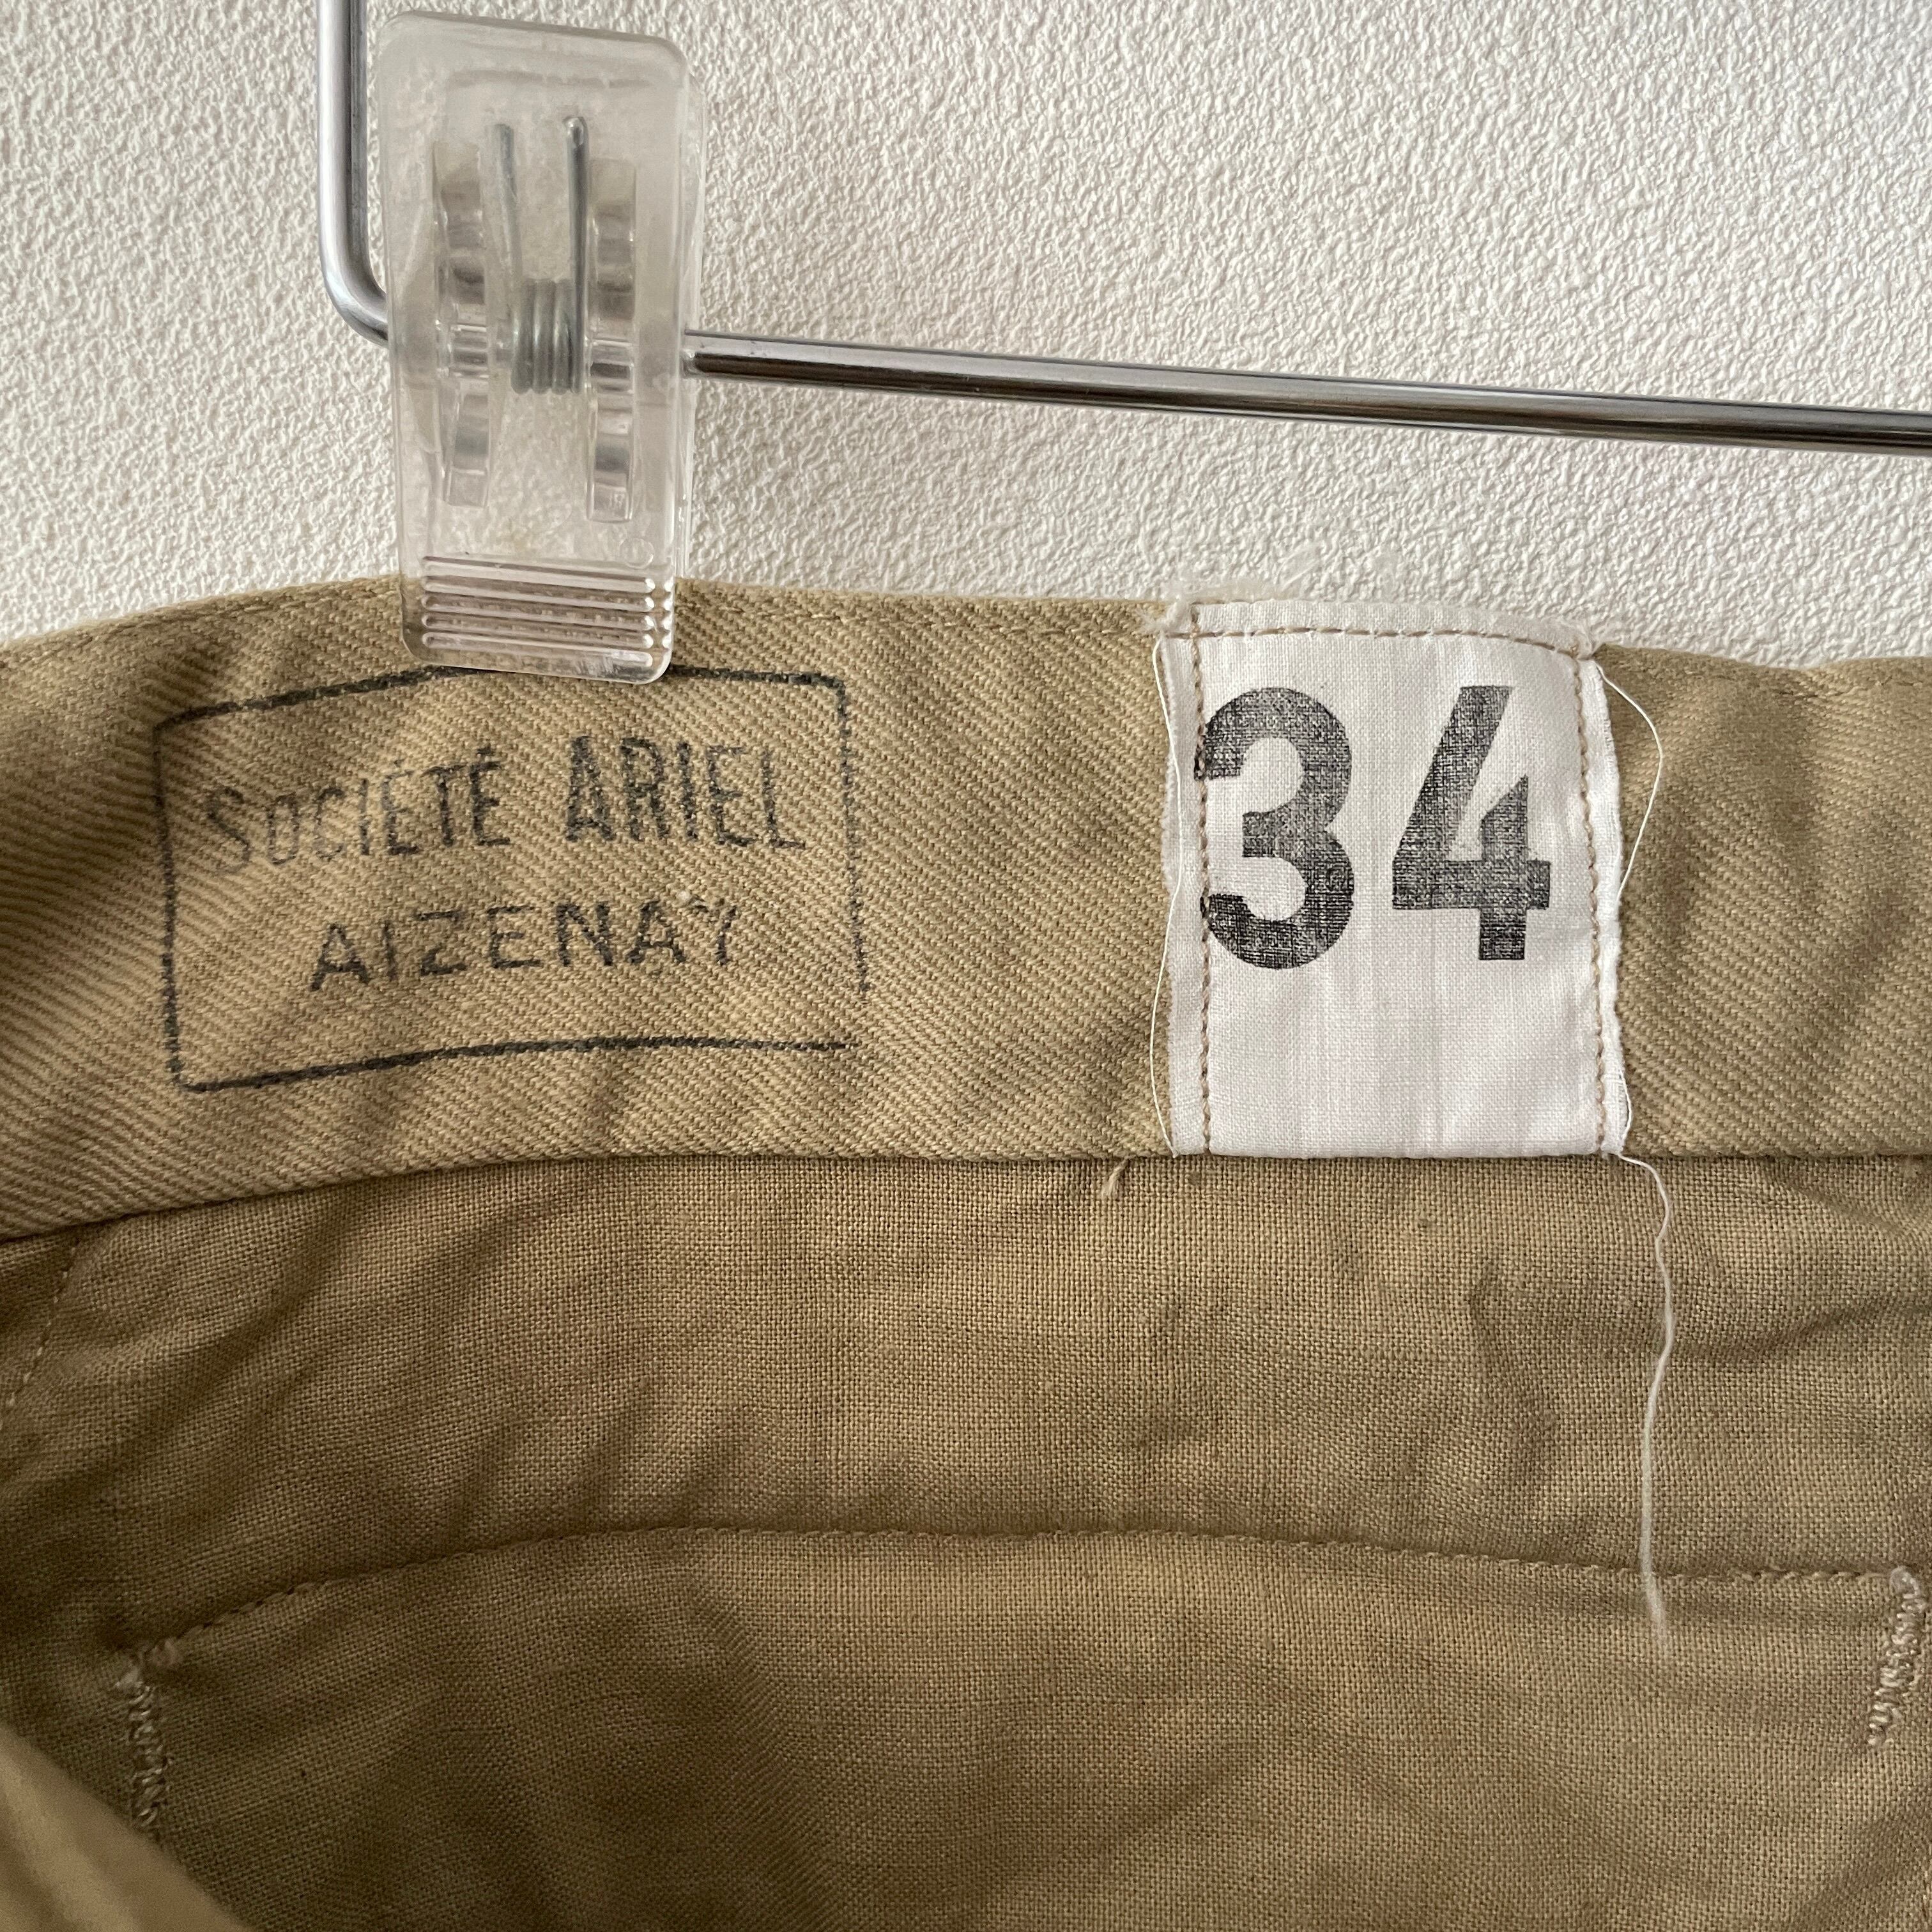 SOCIÉTÉ ARIEL
AIZENAY
34